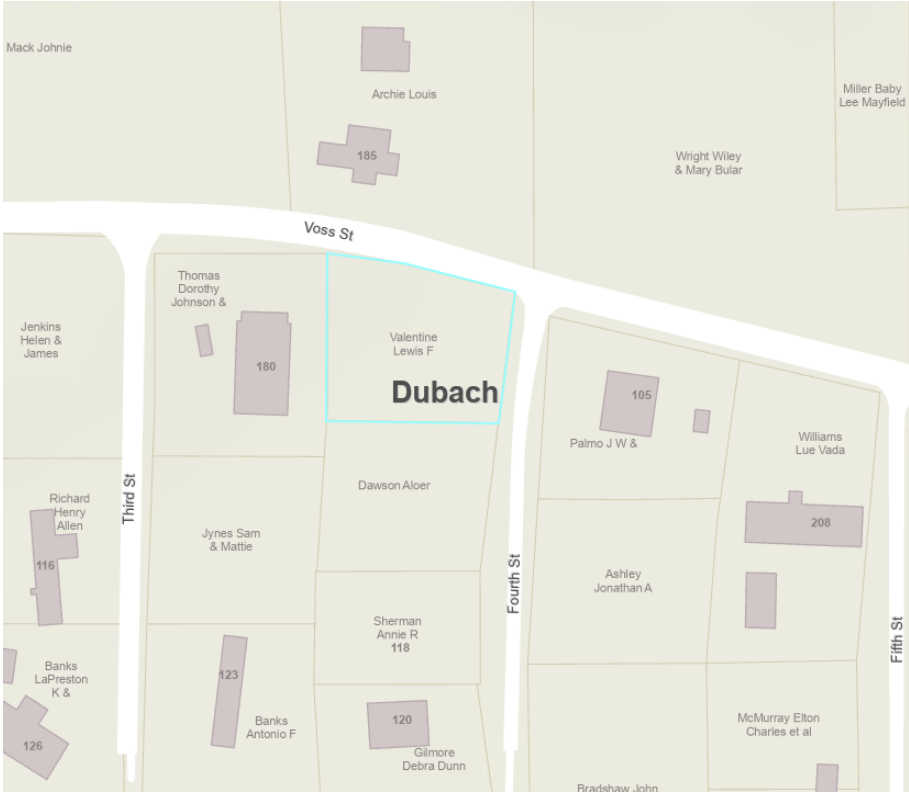 Mack Johnie
Archie Louis
Miller Baby
Lee Mayfield
185
Wright Wiley
& Mary Bular
Voss St
Thomas
Dorothy
Johnson &
Jenkins
Helen &
James
Valentine
Lewis F
180
Dubach
105
Palmo J W &
Williams
Lue Vada
Dawson Aloer
Third St
Richard
Henry
Allen
208
Jynes Sam
& Mattie
116
Fourth St
Ashley
Jonathan A
Sherman
Annie R
118
Fifth St
Banks
LaPreston
K &
123
120
Banks
Antonio F
McMurray Elton
Charles et al
126
Gilmore
Debra Dunn
Bradshaw John